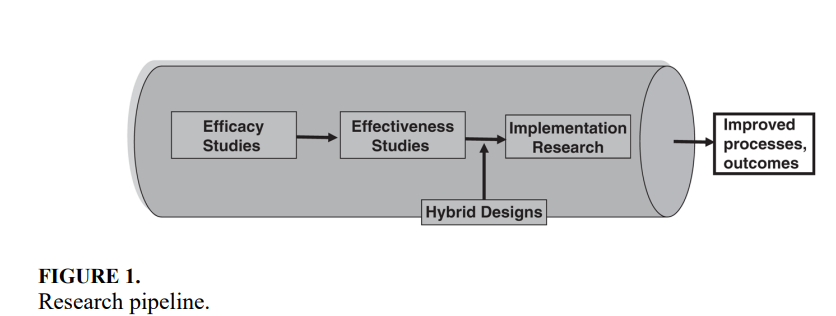 Efficacy
Studies
Effectiveness
Studies
Implementation
Research
Improved
processes,
outcomes
Hybrid Designs
FIGURE 1.
Research pipeline.